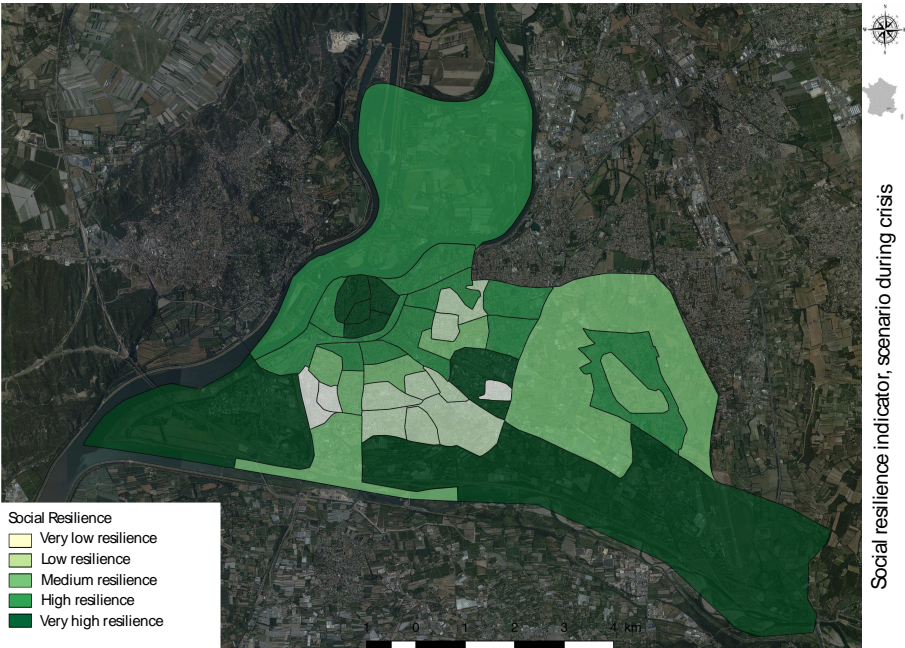 Social resilience indicator, scenario during crisis
Social Resilience
Very low resilience
Low resilience
Medium resilience
High resilience
Very high resilience
1 0 1 2 3 4 km